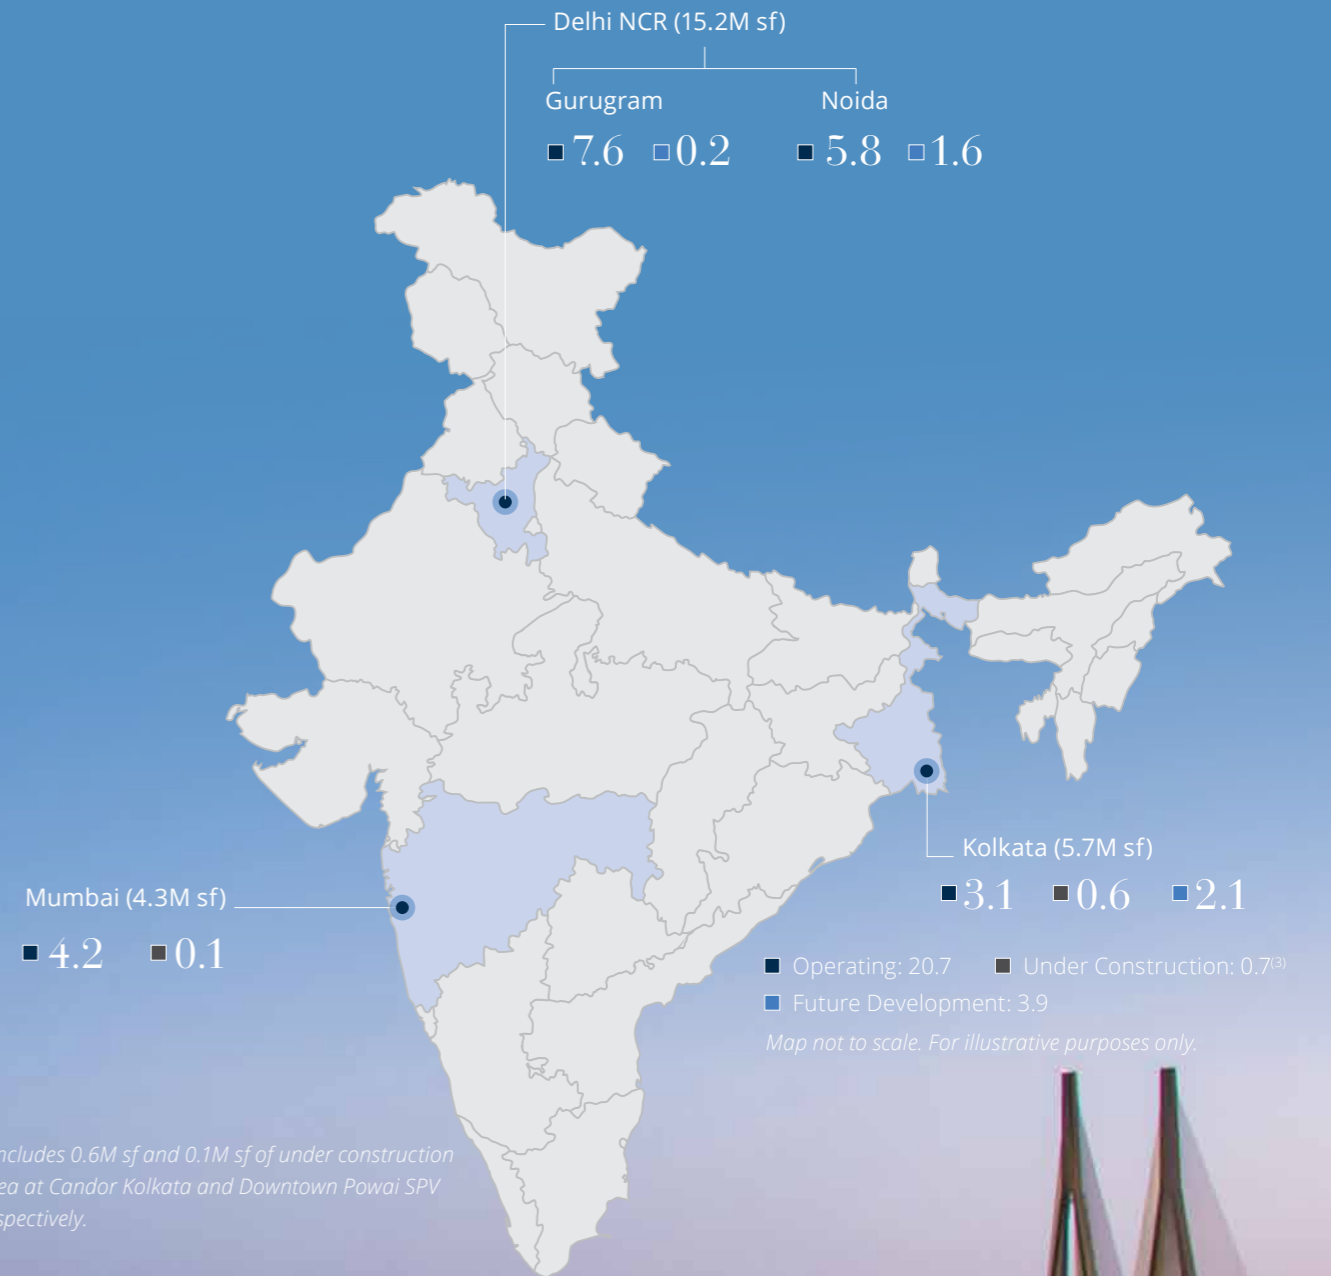 Delhi NCR (15.2M sf)
Gurugram Noida
7.6 0.2 5.8 1.6
Kolkata (5.7M sf)
3.1 0.6 2.1
Mumbai (4.3M sf)
4.2 0.1
Operating: 20.7 Under Construction: 0.7(3)
Future Development: 3.9
Map not to scale. For illustrative purposes only.
ncludes 0.6M sf and 0.1M sf of under construction
ea at Candor Kolkata and Downtown Powai SPV
spectively.